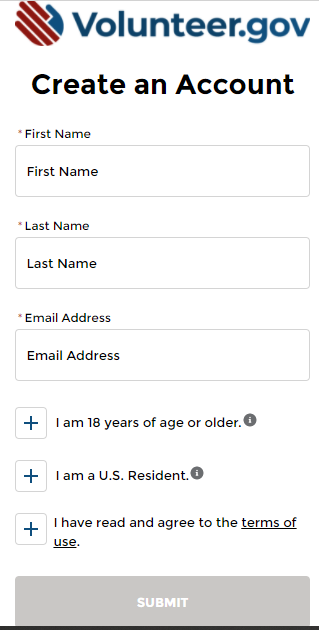 Volunteer.gov
Create an Account
* First Name
First Name
* Last Name
Last Name
* Email Address
Email Address
+ I am 18 years of age or older. i
+ I am a U.S. Resident. i
+ I have read and agree to the terms of
use.
SUBMIT